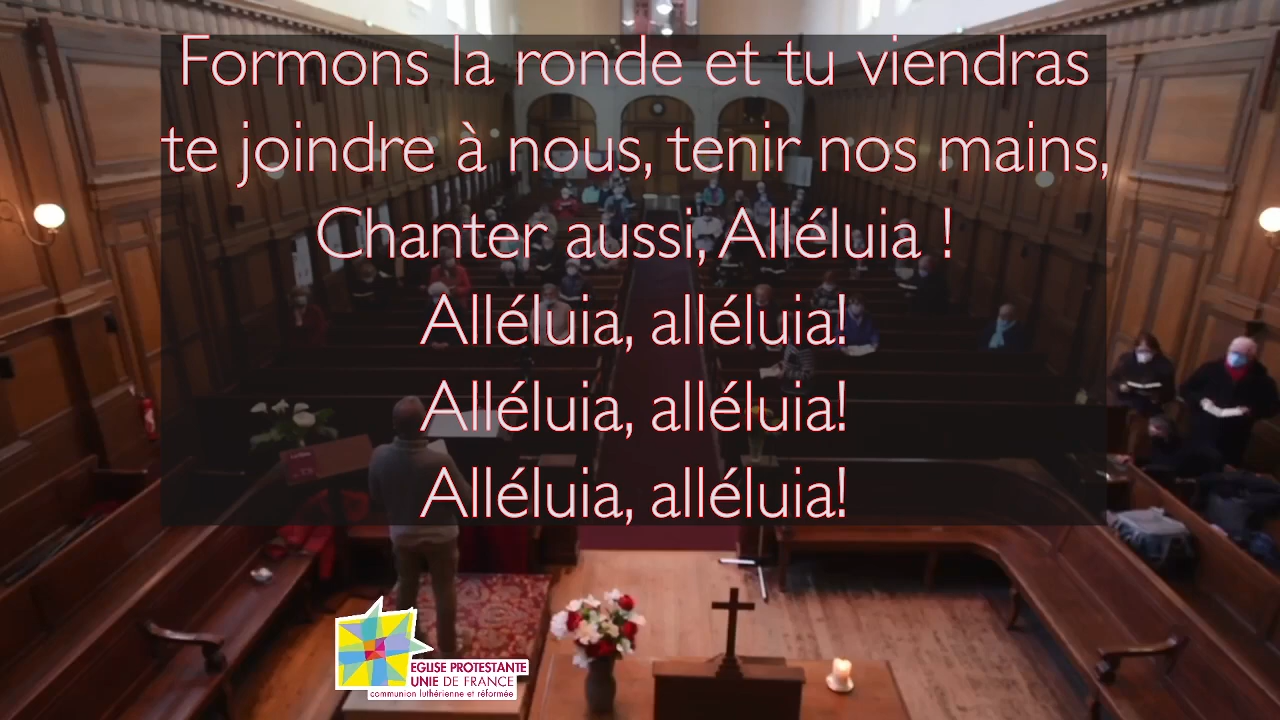 Formons la ronde et tu viendras
te joindre à nous, tenir nos mains,
Chanter aussi, Alléluia !
Alléluia, alléluia!
Alléluia, alléluia!
Alléluia, alléluia!
EGLISE PROTESTANTE
UNIE DE FRANCE
communion luthérienne et réformée